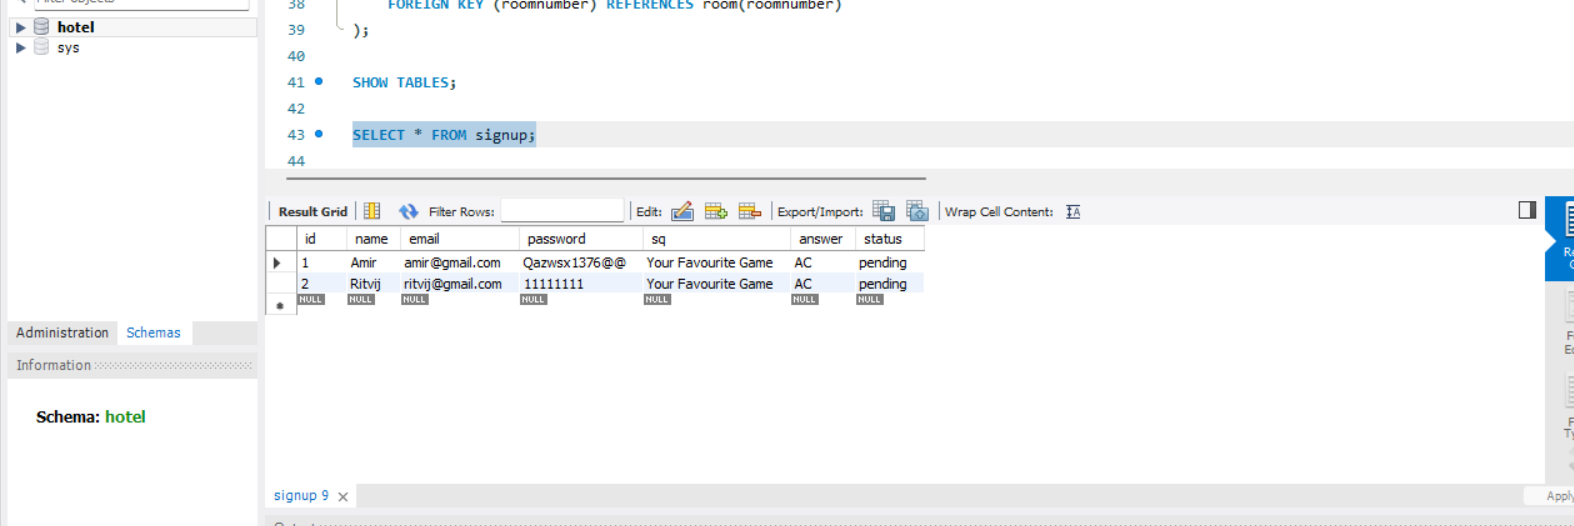 hotel
sys
Administration Schemas
Information
Schema: hotel
38 FOREIGN KEY (roomnumber) REFERENCES room(roomnumber)
39 );
40
41 SHOW TABLES;
42
43 SELECT * FROM signup;
44
Result Grid Filter Rows: Edit: Export/Import: Wrap Cell Content:
id name email password sq answer status
1 Amir amir@gmail.com Qazwsx1376@@ Your Favourite Game AC pending
2 Ritvij ritvij@gmail.com 11111111 Your Favourite Game AC pending
NULL NULL NULL NULL NULL NULL NULL
signup 9
Apply